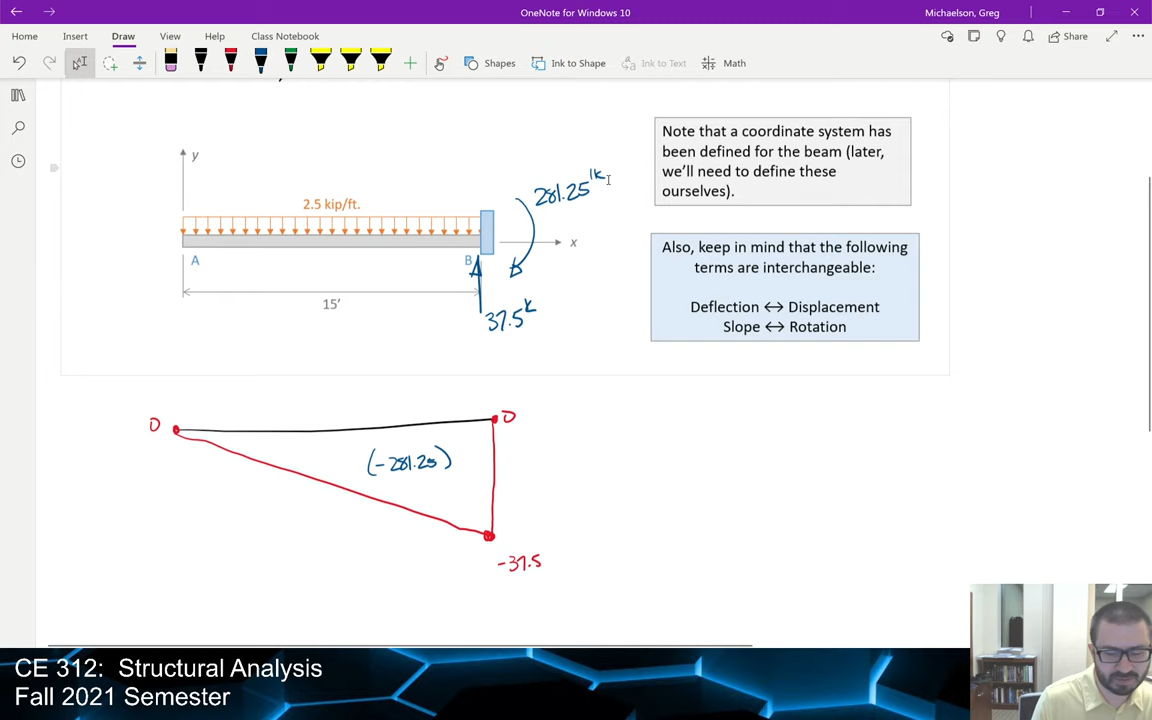 OneNote for Windows 10
Michaelson, Greg
Home
Insert
Draw
View
Help
Class Notebook
Share
Shapes
Ink to Shape
Ink to Text
Math
y
2.5 kip/ft.
x
A
B
15'
281.25 1k
37.5 k
Note that a coordinate system has
been defined for the beam (later,
we'll need to define these
ourselves).
Also, keep in mind that the following
terms are interchangeable:
Deflection ↔ Displacement
Slope ↔ Rotation
0
0
(-281.25)
-37.5
CE 312: Structural Analysis
Fall 2021 Semester